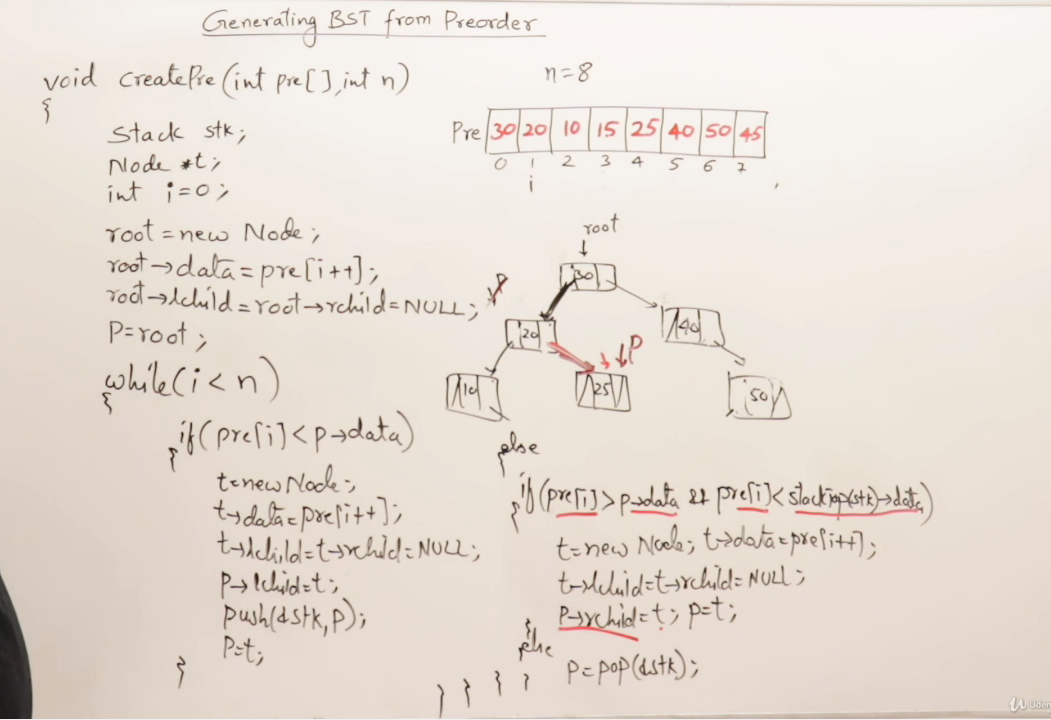 Generating BST from Preorder
void createPre(int pre[],int n)
{
Stack stk;
Node *t;
int i=0;
root=new Node;
root→data=pre[i++];
root→lchild=root→rchild=NULL;
P=root;
while(i<n)
{
if(pre[i]<p→data)
{
t=new Node;
t→data=pre[i++];
t→lchild=t→rchild=NULL;
P→lchild=t;
push(&stk,P);
P=t;
}
n=8
Pre 30 20 10 15 25 40 50 45
0 1 2 3 4 5 6 7
i
root
30
P
20 40
P
10 25 50
else
{
if(pre[i]>p→data && pre[i]<stacktop(stk)→data)
{
t=new Node; t→data=pre[i++];
t→lchild=t→rchild=NULL;
P→rchild=t; p=t;
}
else
P=pop(&stk);
} } } }
Udem